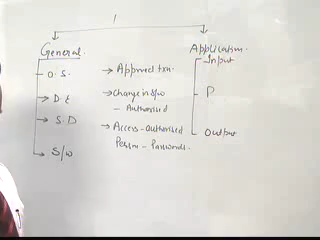 General.
O.S. → Approved txn.
D.E → Change in S/w
- Authorised
S.D → Access - authorised
Person - Passwords.
S/w
Application.
Input
P
Output